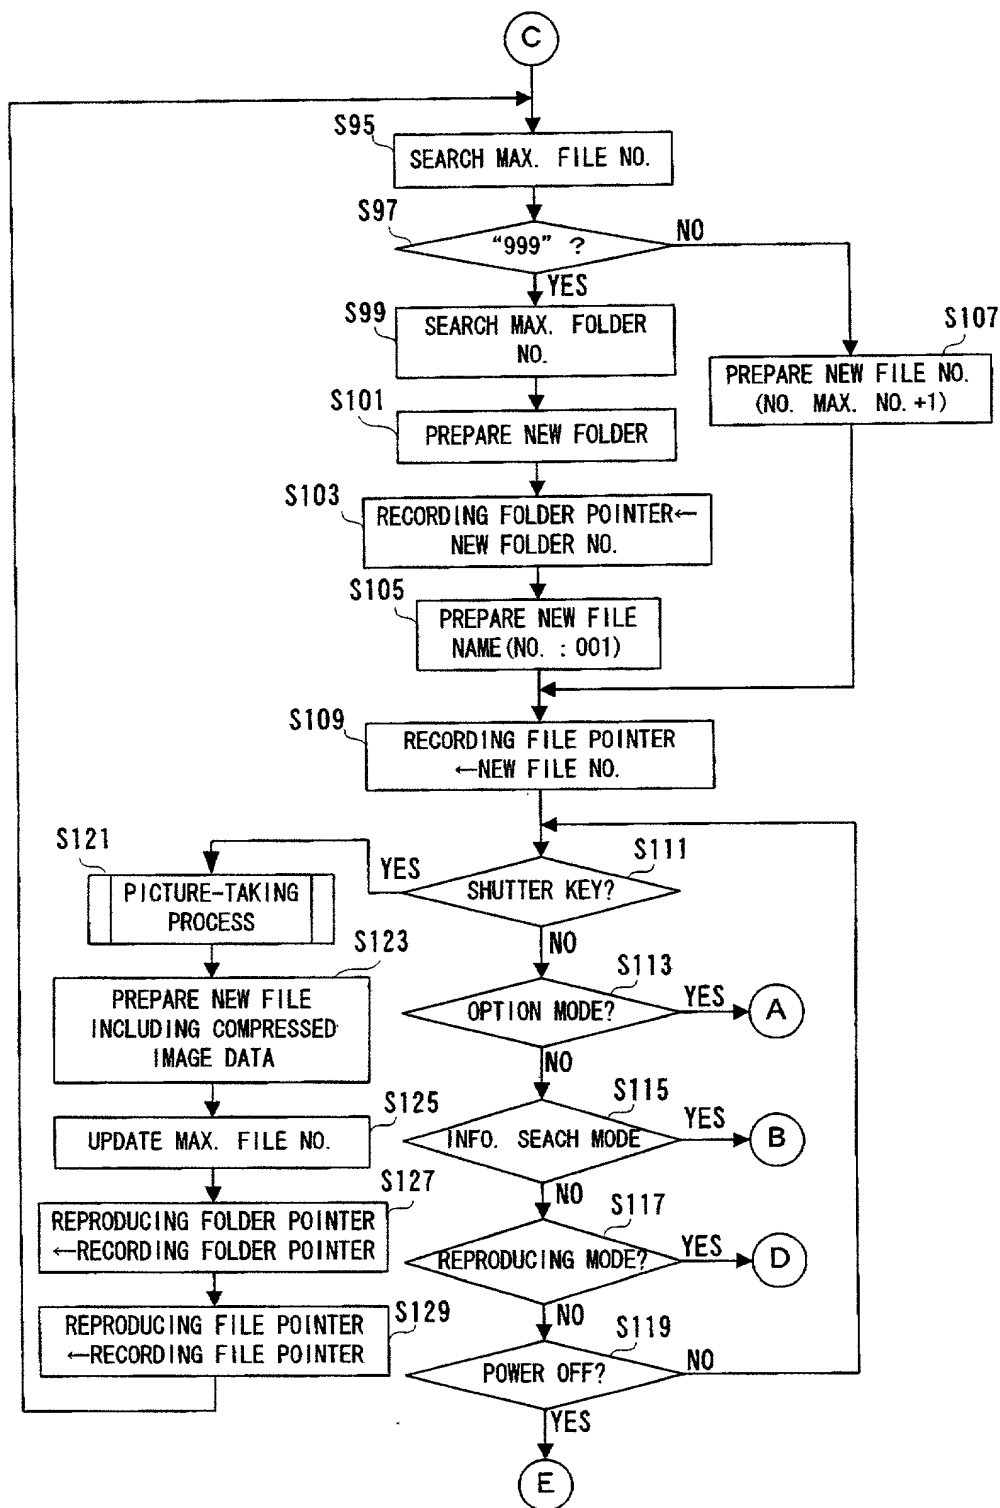 C
S95
SEARCH MAX. FILE NO.
S97
“999” ?
NO
YES
S99
SEARCH MAX. FOLDER
NO.
S107
PREPARE NEW FILE NO.
(NO. MAX. NO.+1)
S101
PREPARE NEW FOLDER
S103
RECORDING FOLDER POINTER←
NEW FOLDER NO.
S105
PREPARE NEW FILE
NAME(NO. : 001)
S109
RECORDING FILE POINTER
←NEW FILE NO.
S111
SHUTTER KEY?
YES
NO
S121
PICTURE-TAKING
PROCESS
S123
PREPARE NEW FILE
INCLUDING COMPRESSED
IMAGE DATA
S125
UPDATE MAX. FILE NO.
S127
REPRODUCING FOLDER POINTER
←RECORDING FOLDER POINTER
S129
REPRODUCING FILE POINTER
←RECORDING FILE POINTER
S113
OPTION MODE?
YES
A
NO
S115
INFO. SEACH MODE
YES
B
NO
S117
REPRODUCING MODE?
YES
D
NO
S119
POWER OFF?
NO
YES
E